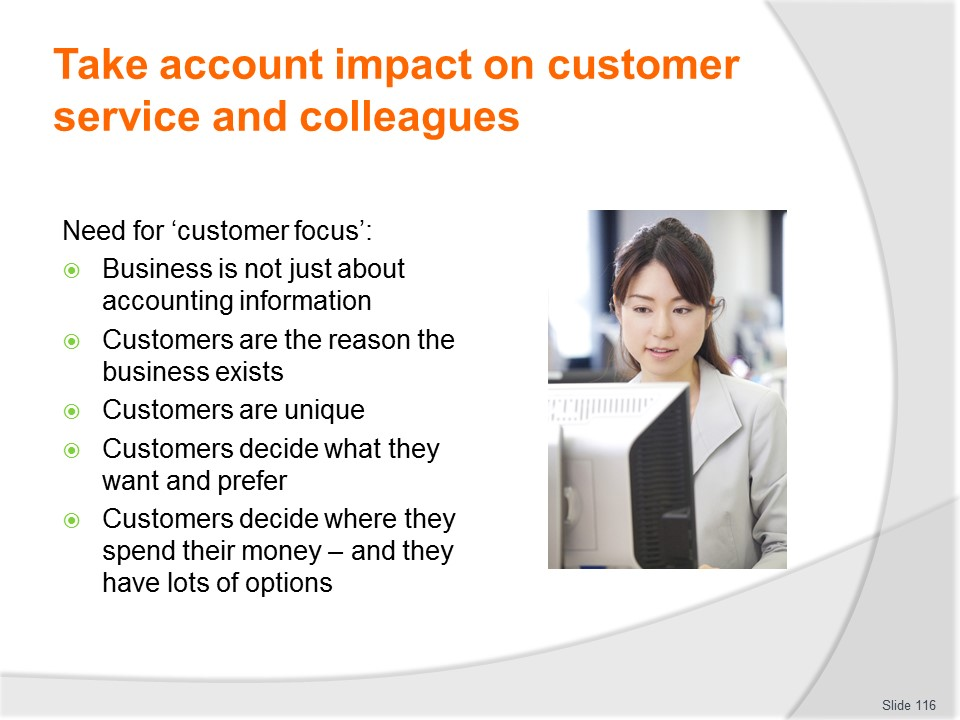 Take account impact on customer
service and colleagues
Need for ‘customer focus’:
Business is not just about
accounting information
Customers are the reason the
business exists
Customers are unique
Customers decide what they
want and prefer
Customers decide where they
spend their money – and they
have lots of options
Slide 116